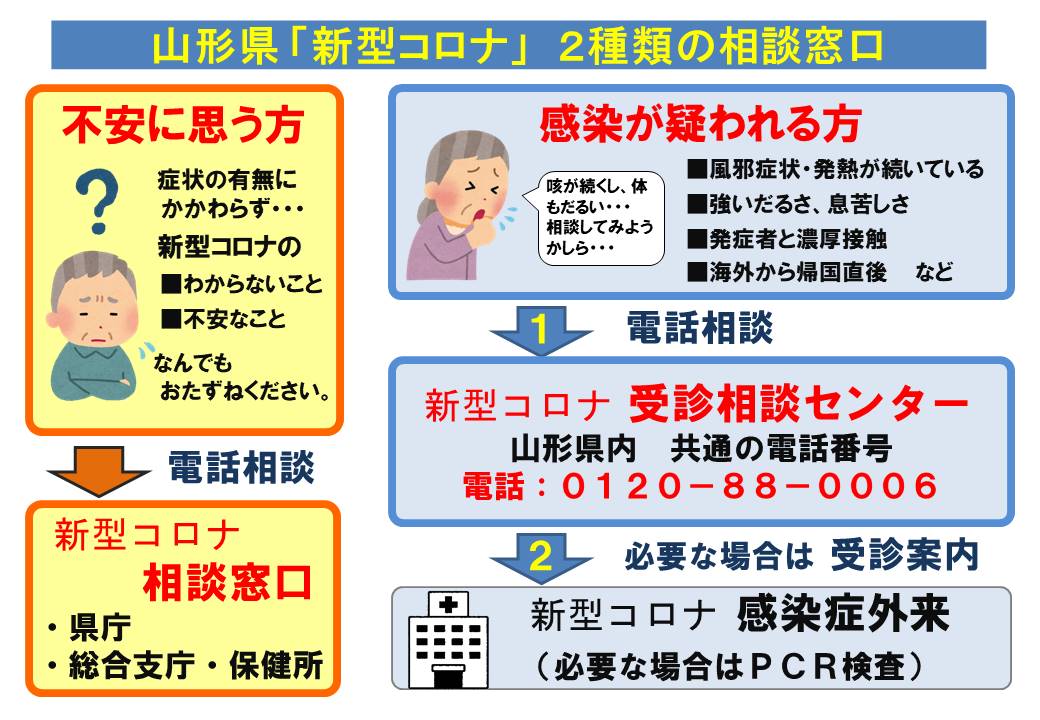 山形県「新型コロナ」 ２種類の相談窓口
不安に思う方
?
症状の有無に
かかわらず・・・
新型コロナの
■わからないこと
■不安なこと
なんでも
おたずねください。
電話相談
新型コロナ
相談窓口
・県庁
・総合支庁・保健所
感染が疑われる方
咳が続くし、体
もだるい・・・
相談してみよう
かしら・・・
■風邪症状・発熱が続いている
■強いだるさ、息苦しさ
■発症者と濃厚接触
■海外から帰国直後　など
1 電話相談
新型コロナ 受診相談センター
山形県内　共通の電話番号
電話：０１２０－８８－０００６
2 必要な場合は 受診案内
新型コロナ 感染症外来
（必要な場合はＰＣＲ検査）